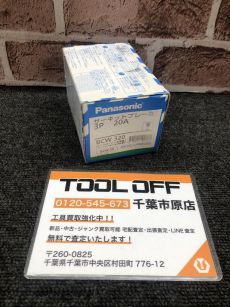 Panasonic
サーキットブレーカ
3P 20A
BCW 320
TOOL OFF
0120-545-673 千葉市原店
工具買取強化中！！
新品・中古・ジャンク買取可能 宅配査定・出張査定・LINE査定
無料で査定いたします！
〒260-0825
千葉県千葉市中央区村田町 776-12